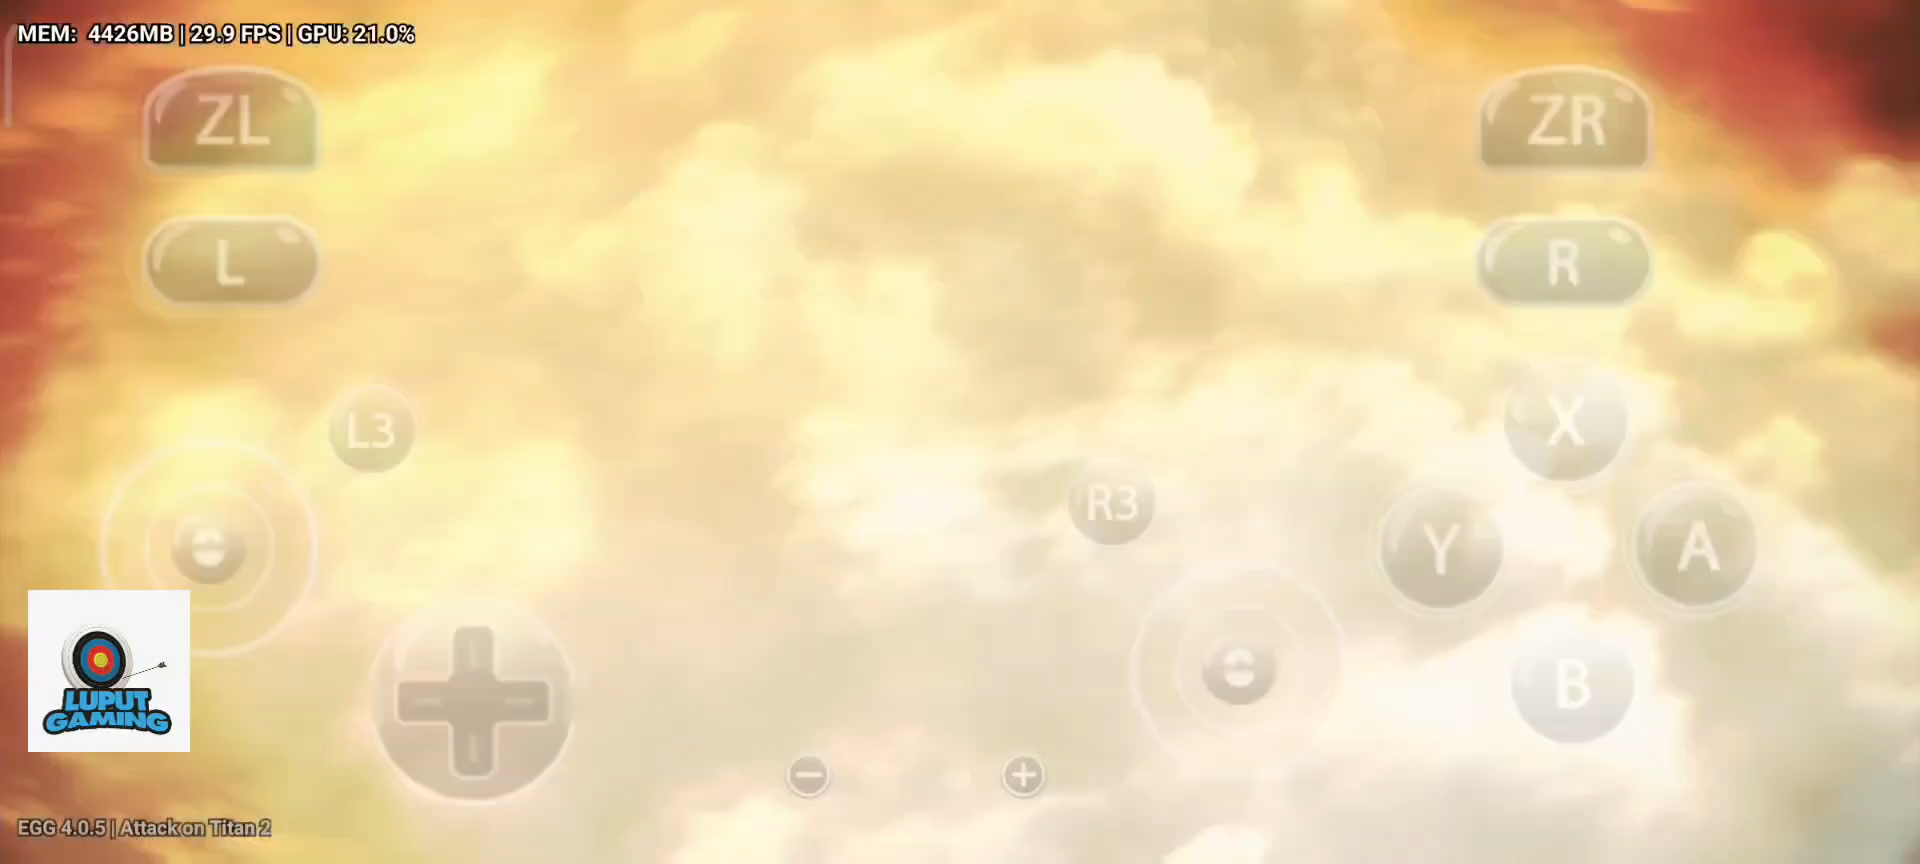 MEM: 4426MB | 29.9 FPS | GPU: 21.0%
ZL
ZR
L
R
L3
X
R3
Y
A
B
LUPUT
GAMING
EGG 4.0.5 | Attack on Titan 2